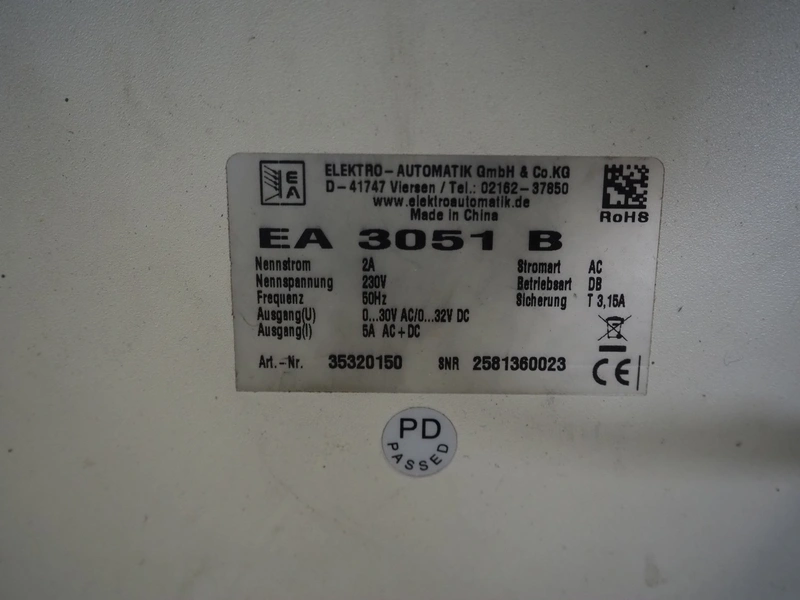 EA
ELEKTRO-AUTOMATIK GmbH & Co.KG
D-41747 Viersen / Tel.: 02162-37850
www.elektroautomatik.de
Made in China
RoHS
EA 3051 B
Nennstrom 2A Stromart AC
Nennspannung 230V Betriebsart DB
Frequenz 50Hz Sicherung T 3,15A
Ausgang(U) 0...30V AC/0...32V DC
Ausgang(I) 5A AC+DC
Art.-Nr. 35320150 SNR 2581360023
CE
PD
PASSED